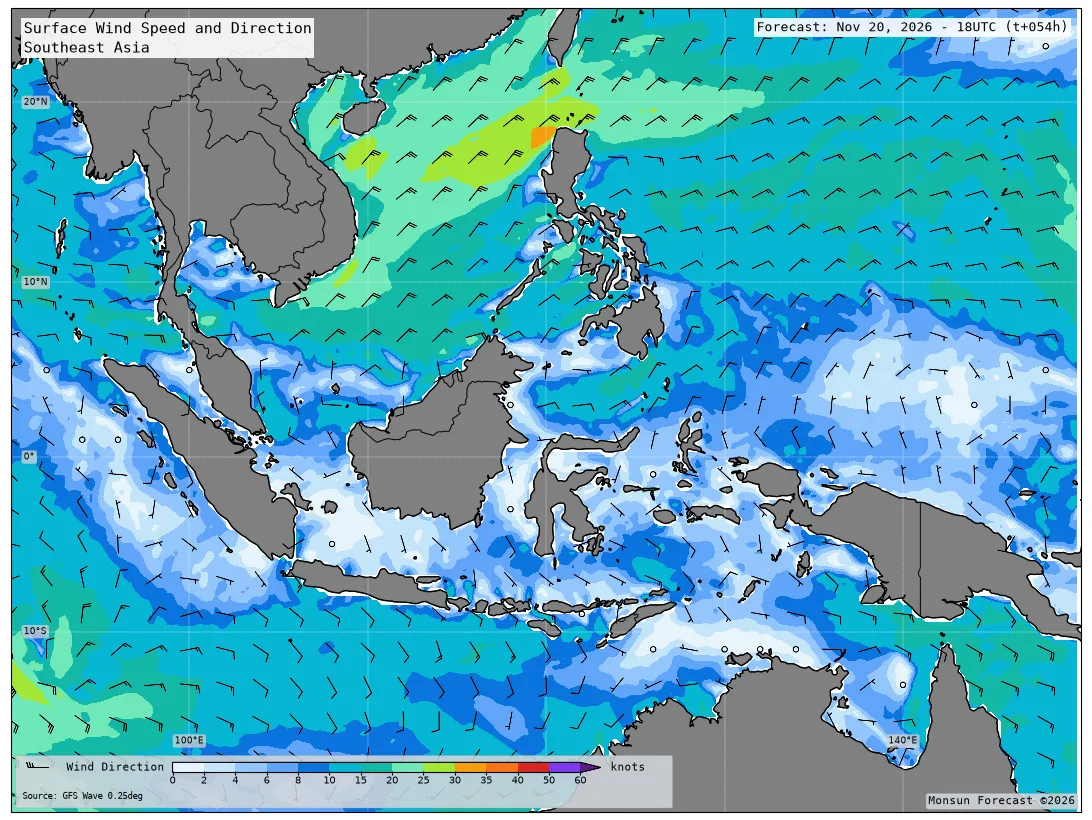 Surface Wind Speed and Direction
Southeast Asia
Forecast: Nov 20, 2026 - 18UTC (t+054h)
20°N
10°N
0°
10°S
100°E
140°E
Wind Direction
0 2 4 6 8 10 15 20 25 30 35 40 50 60
knots
Source: GFS Wave 0.25deg
Monsun Forecast ©2026